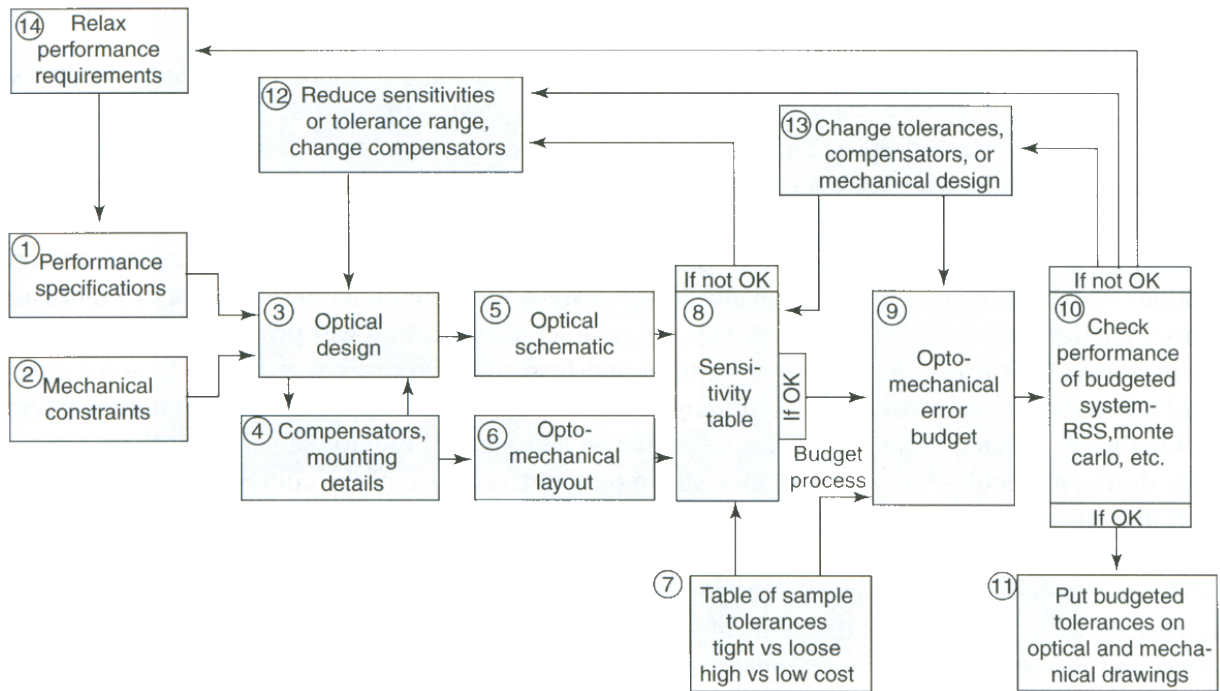 14 Relax
performance
requirements
12 Reduce sensitivities
or tolerance range,
change compensators
13 Change tolerances,
compensators, or
mechanical design
1 Performance
specifications
2 Mechanical
constraints
3 Optical
design
4 Compensators,
mounting
details
5 Optical
schematic
6 Opto-
mechanical
layout
If not OK
8
Sensi-
tivity
table
If OK
Budget
process
7
Table of sample
tolerances
tight vs loose
high vs low cost
9
Opto-
mechanical
error
budget
If not OK
10
Check
performance
of budgeted
system-
RSS,monte
carlo, etc.
If OK
11
Put budgeted
tolerances on
optical and mecha-
nical drawings